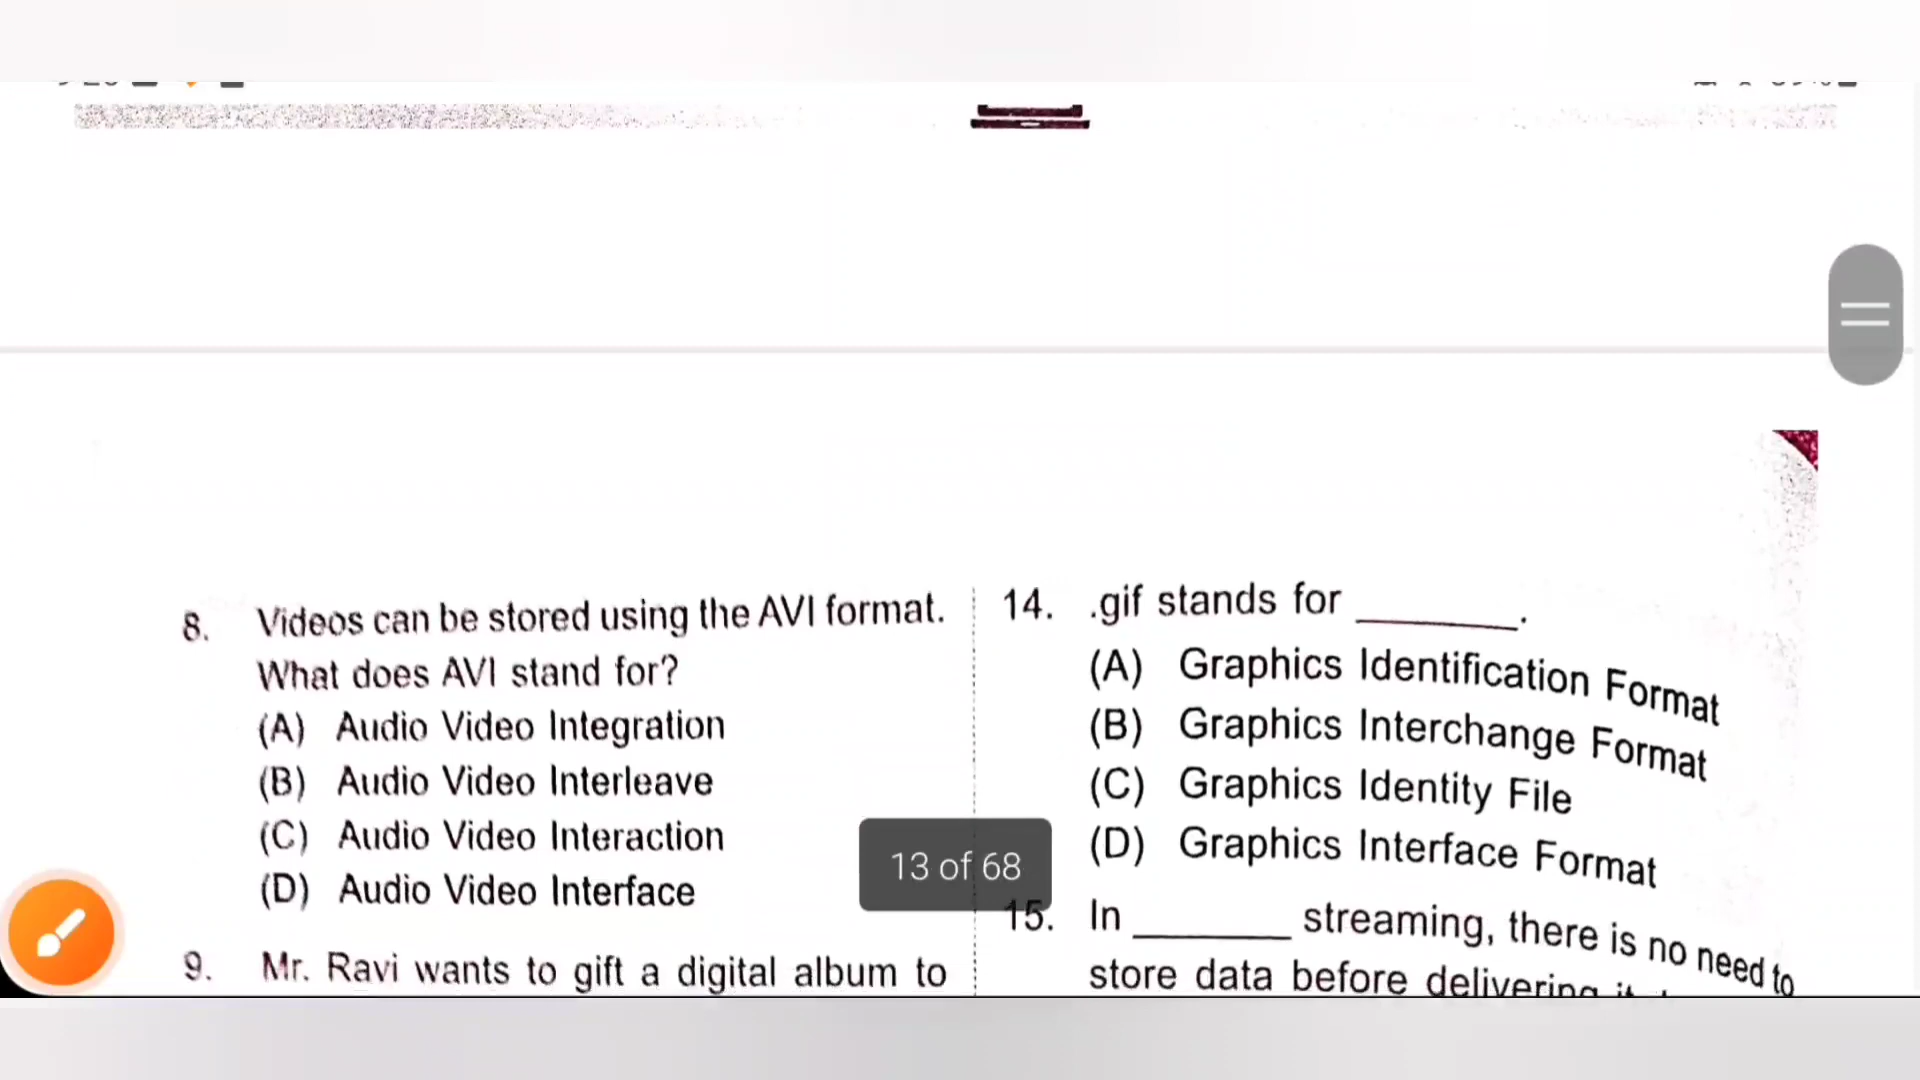 8. Videos can be stored using the AVI format.
What does AVI stand for?
(A) Audio Video Integration
(B) Audio Video Interleave
(C) Audio Video Interaction
(D) Audio Video Interface
9. Mr. Ravi wants to gift a digital album to
14. .gif stands for ________.
(A) Graphics Identification Format
(B) Graphics Interchange Format
(C) Graphics Identity File
(D) Graphics Interface Format
15. In ________ streaming, there is no need to
store data before delivering it
13 of 68